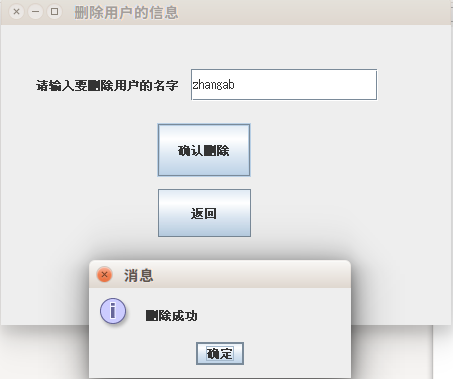 删除用户的信息
请输入要删除用户的名字 zhangab
确认删除
返回
消息
删除成功
确定